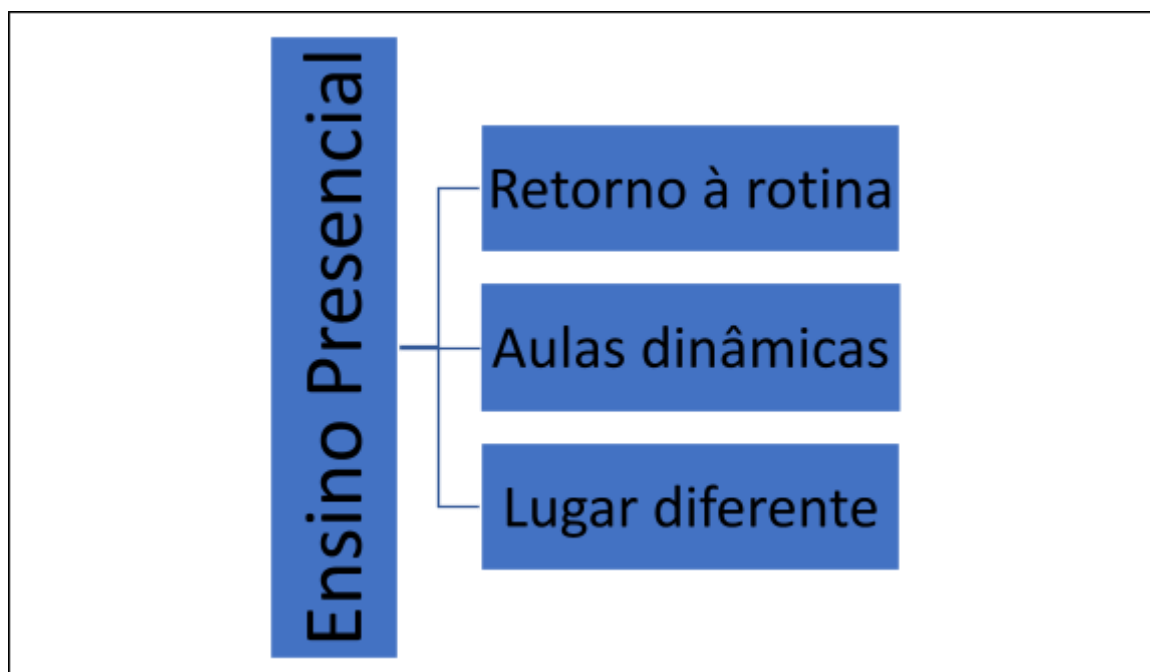 Ensino Presencial
Retorno à rotina
Aulas dinâmicas
Lugar diferente